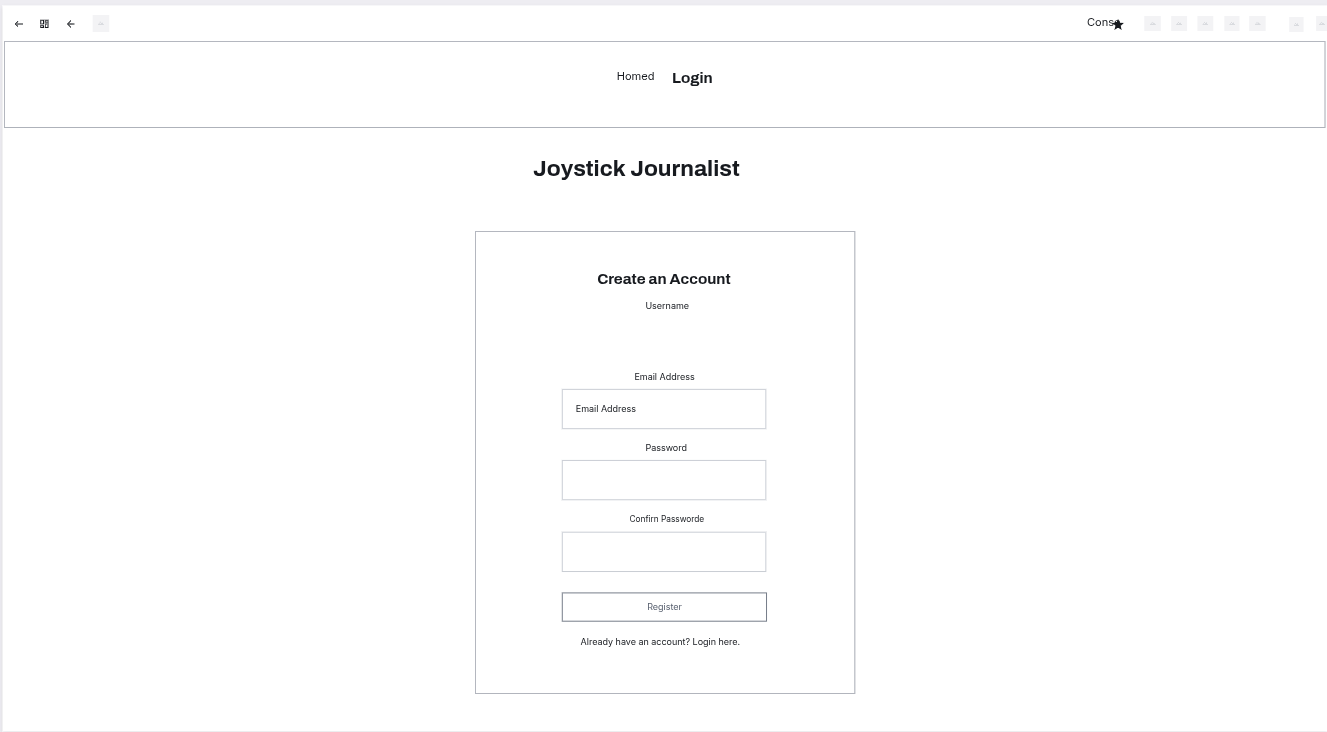 Cons
Homed Login
Joystick Journalist
Create an Account
Username
Email Address
Email Address
Password
Confirn Passworde
Register
Already have an account? Login here.